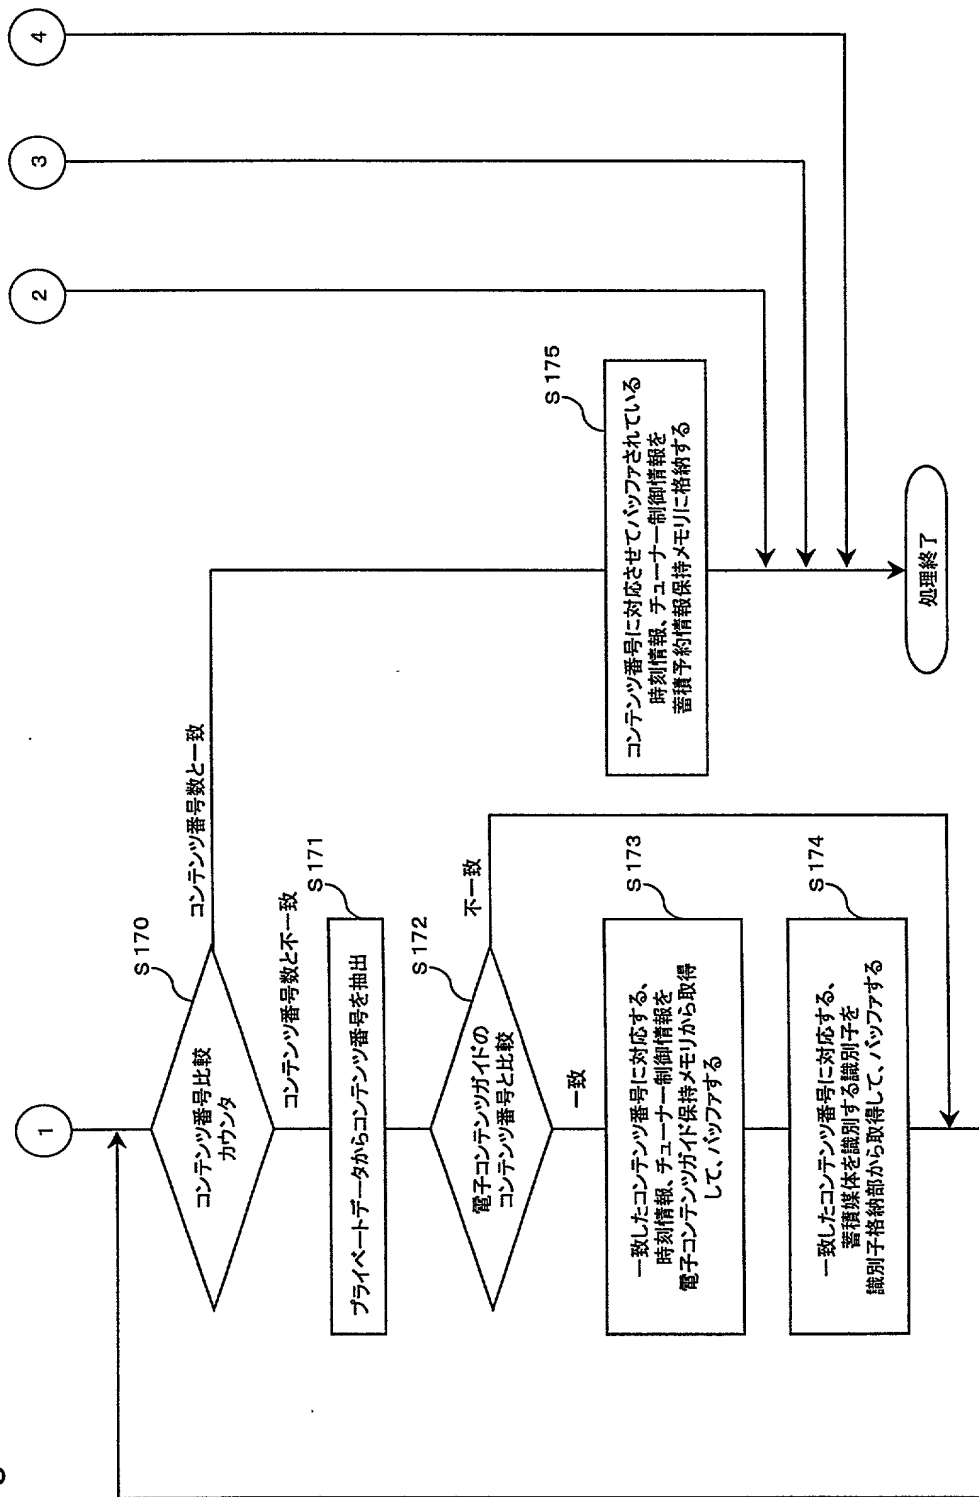 1
2
3
4
S170
コンテンツ番号比較
カウンタ
コンテンツ番号数と一致
コンテンツ番号数と不一致
S171
プライベートデータからコンテンツ番号を抽出
S172
電子コンテンツガイドの
コンテンツ番号と比較
不一致
一致
S173
一致したコンテンツ番号に対応する、
時刻情報、チューナー制御情報を
電子コンテンツガイド保持メモリから取得
して、バッファする
S174
一致したコンテンツ番号に対応する、
蓄積媒体を識別する識別子を
識別子格納部から取得して、バッファする
S175
コンテンツ番号に対応させてバッファされている
時刻情報、チューナー制御情報を
蓄積予約情報保持メモリに格納する
処理終了